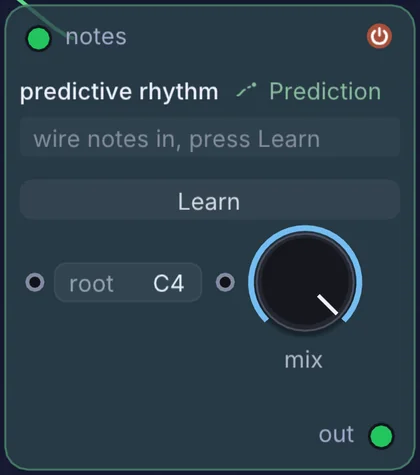 notes
predictive rhythm Prediction
wire notes in, press Learn
Learn
root C4
mix
out